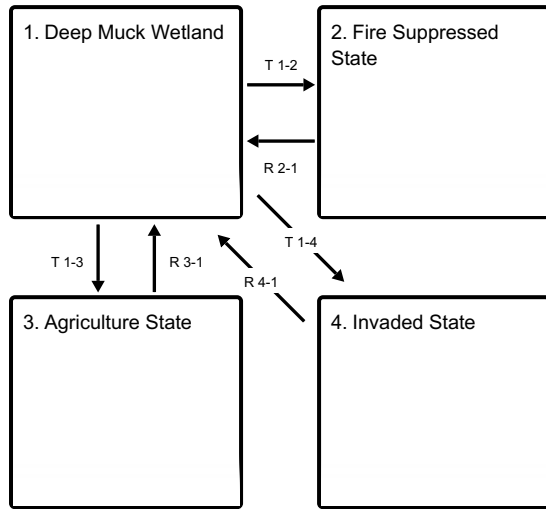 1. Deep Muck Wetland
2. Fire Suppressed
State
T 1-2
R 2-1
T 1-3
R 3-1
T 1-4
R 4-1
3. Agriculture State
4. Invaded State